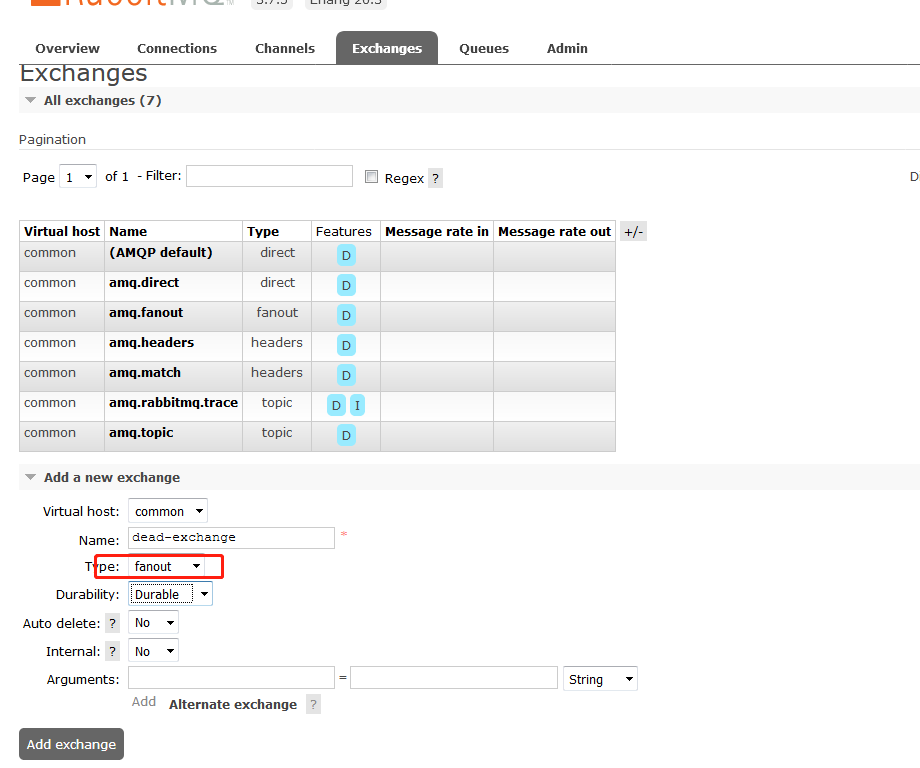 RabbitMQ TM 3.7.5 Erlang 20.3
Overview Connections Channels Exchanges Queues Admin
Exchanges
All exchanges (7)
Pagination
Page 1 of 1 - Filter: Regex ?
Virtual host Name Type Features Message rate in Message rate out +/-
common (AMQP default) direct D
common amq.direct direct D
common amq.fanout fanout D
common amq.headers headers D
common amq.match headers D
common amq.rabbitmq.trace topic D I
common amq.topic topic D
Add a new exchange
Virtual host: common
Name: dead-exchange *
Type: fanout
Durability: Durable
Auto delete: ? No
Internal: ? No
Arguments: = String
Add Alternate exchange ?
Add exchange